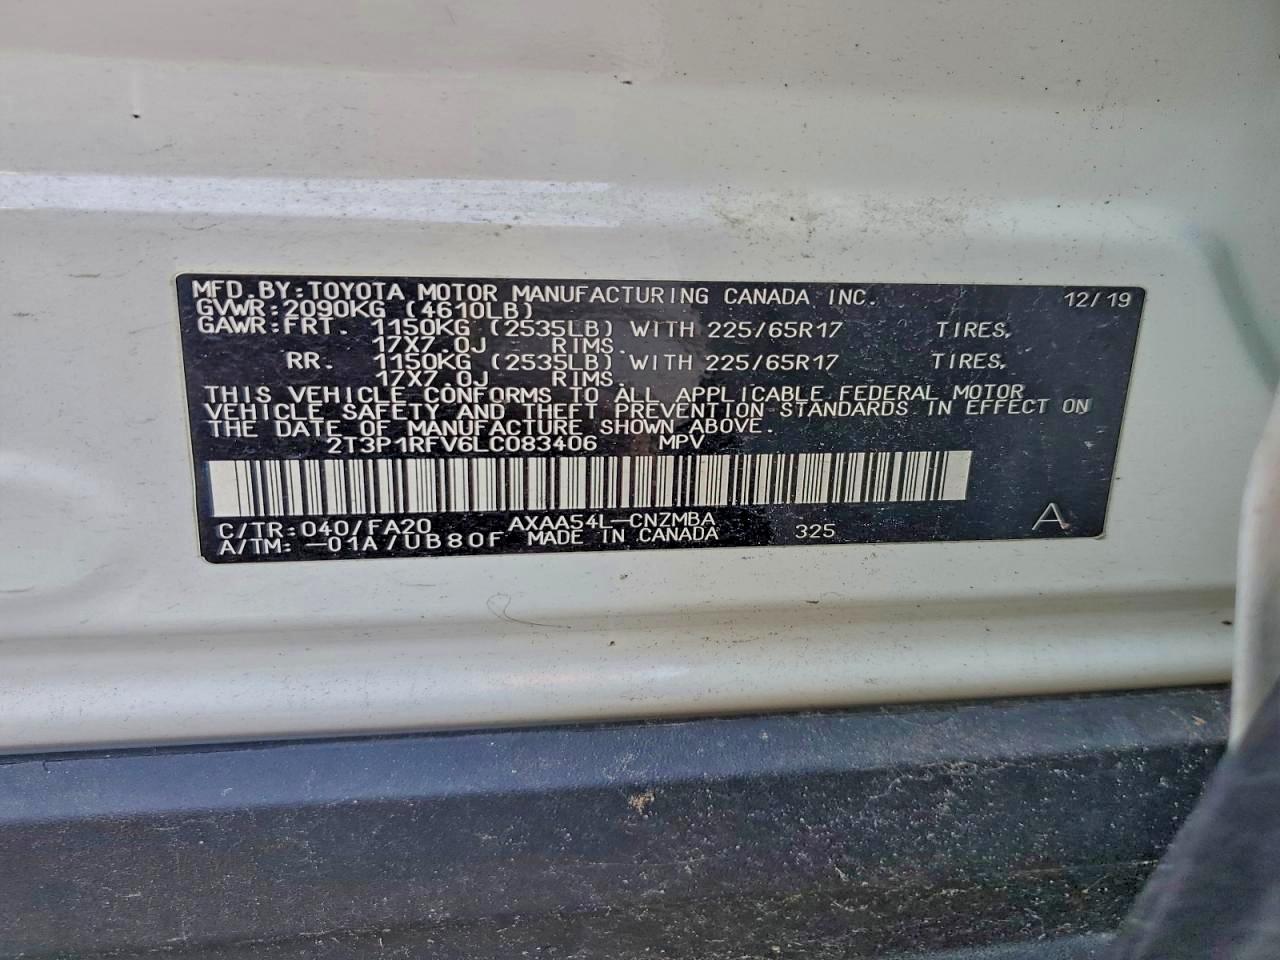 MFD. BY: TOYOTA MOTOR MANUFACTURING CANADA INC. 12/19
GVWR: 2090KG (4610LB)
GAWR: FRT. 1150KG (2535LB) WITH 225/65R17 TIRES,
17X7.0J RIMS.
RR. 1150KG (2535LB) WITH 225/65R17 TIRES,
17X7.0J RIMS.
THIS VEHICLE CONFORMS TO ALL APPLICABLE FEDERAL MOTOR
VEHICLE SAFETY AND THEFT PREVENTION STANDARDS IN EFFECT ON
THE DATE OF MANUFACTURE SHOWN ABOVE.
2T3P1RFV6LC083406 MPV
C/TR: 040/FA20 AXAA54L-CNZMBA 325 A
A/TM: -01A/UB80F MADE IN CANADA